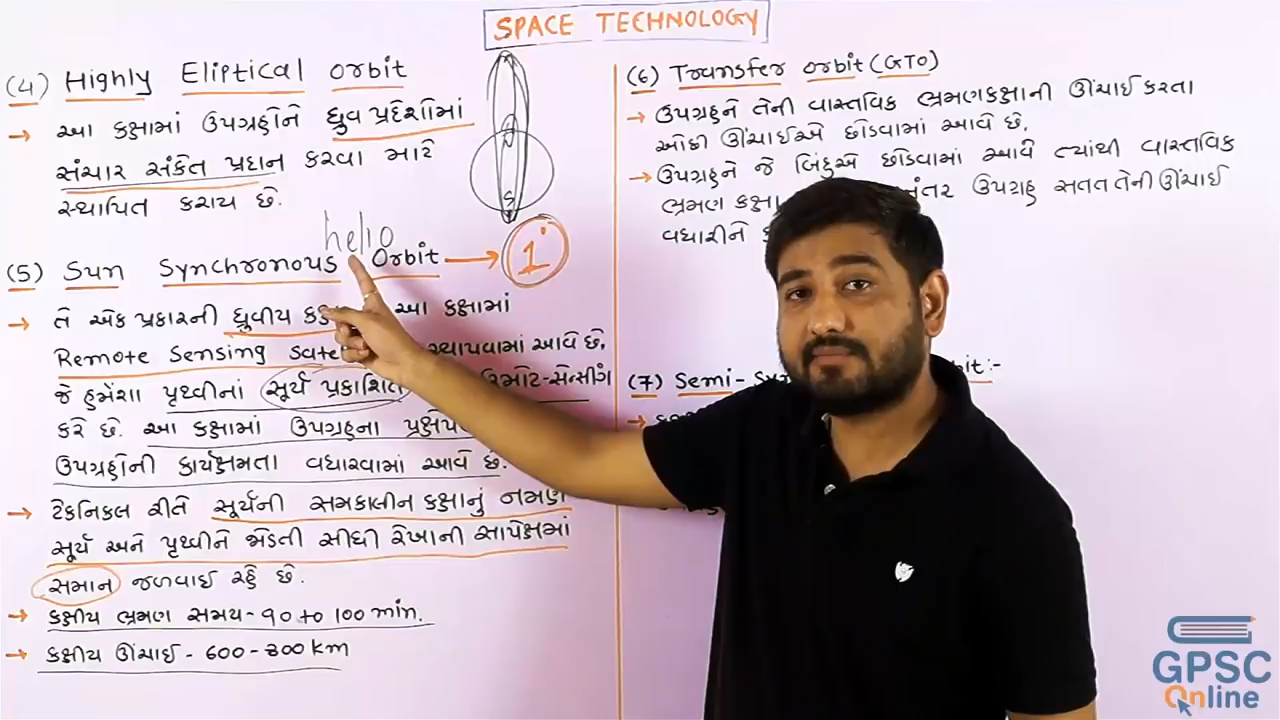 SPACE TECHNOLOGY
(4) Highly Eliptical Orbit
→ આ કક્ષામાં ઉપગ્રહોને ધ્રુવ પ્રદેશોમાં
સંચાર સંકેત પ્રદાન કરવા માટે
સ્થાપિત કરાય છે.
N
S
helio
(5) Sun Synchronous Orbit → 1°
→ તે એક પ્રકારની ધ્રુવીય આ કક્ષામાં
Remote Sensing સ્થાપવામાં આવે છે,
જે હમેંશા પૃથ્વીનાં સૂર્ય પ્રકાશિત રિમોટ-સેન્સીંગ
કરે છે. આ કક્ષામાં ઉપગ્રહના
ઉપગ્રહોની કાર્યક્ષમતા વધારવામાં આવે છે.
→ ટેકનિકલ રીતે સૂર્યની સમકાલીન કક્ષાનું નમણ
સૂર્ય અને પૃથ્વીને જોડતી સીધી રેખાની સાપેક્ષમાં
સમાન જળવાઈ રહે છે.
→ કક્ષીય ભ્રમણ સમય - 90 to 100 min.
→ કક્ષીય ઊંચાઈ - 600-800 km
(6) Transfer Orbit (GTO)
→ ઉપગ્રહને તેની વાસ્તવિક ભ્રમણકક્ષાની ઊંચાઈ કરતા
ઓછી ઊંચાઈએ છોડવામાં આવે છે.
→ ઉપગ્રહને જે બિંદુએ છોડવામાં આવે ત્યાંથી વાસ્તવિક
ભ્રમણ કક્ષા ઉપગ્રહ સતત તેની ઊંચાઈ
વધારીને
(7) Semi-
GPSC
Online